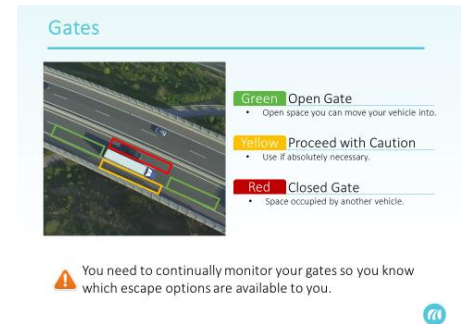 Gates
Green Open Gate
• Open space you can move your vehicle into.
Yellow Proceed with Caution
• Use if absolutely necessary.
Red Closed Gate
• Space occupied by another vehicle.
You need to continually monitor your gates so you know
which escape options are available to you.